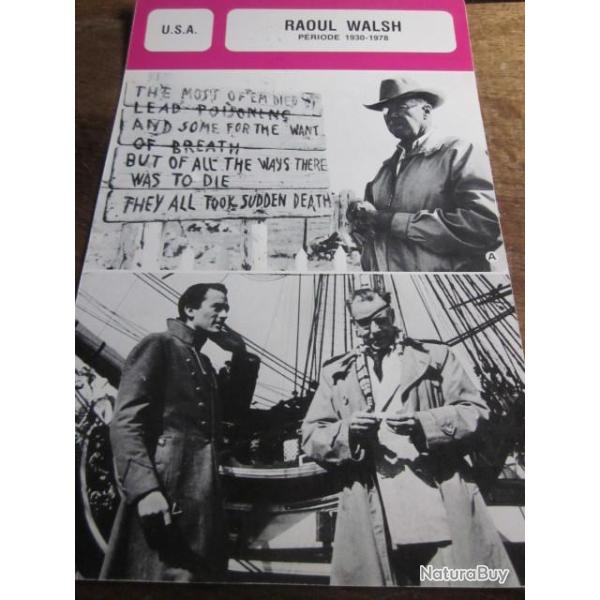 U.S.A.
RAOUL WALSH
PERIODE 1930-1978
THE MOST OF 'EM DIED OF
LEAD POISONING
AND SOME FOR THE WANT
OF BREATH
BUT OF ALL THE WAYS THERE
WAS TO DIE
THEY ALL TOOK SUDDEN DEATH
A
NaturaBuy